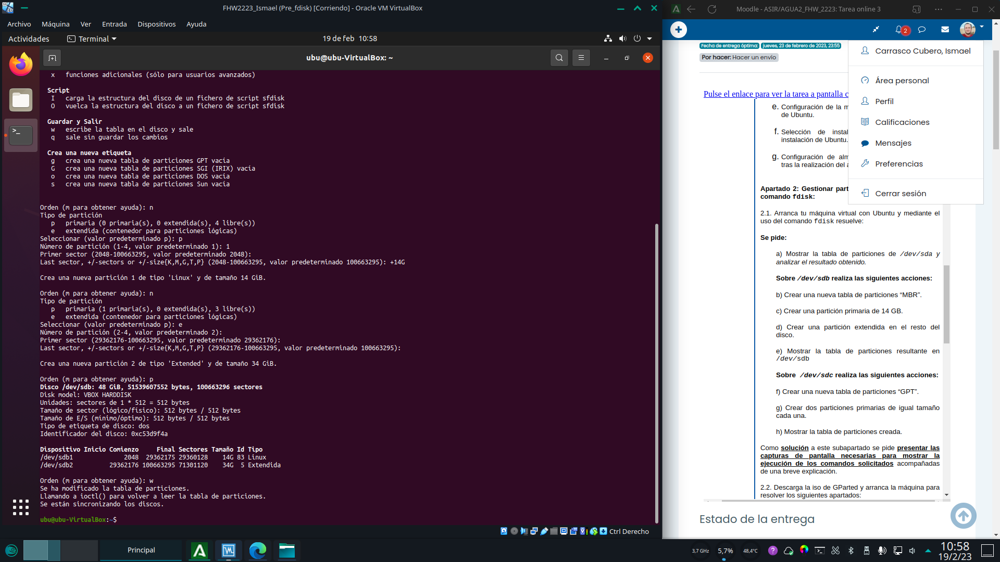 FHW2223_Ismael (Pre_fdisk) [Corriendo] - Oracle VM VirtualBox
Archivo Máquina Ver Entrada Dispositivos Ayuda
Actividades Terminal 19 de feb 10:58
ubu@ubu-VirtualBox: ~
x funciones adicionales (sólo para usuarios avanzados)
Script
I carga la estructura del disco de un fichero de script sfdisk
O vuelca la estructura del disco a un fichero de script sfdisk
Guardar y Salir
w escribe la tabla en el disco y sale
q sale sin guardar los cambios
Crea una nueva etiqueta
g crea una nueva tabla de particiones GPT vacía
G crea una nueva tabla de particiones SGI (IRIX) vacía
o crea una nueva tabla de particiones DOS vacía
s crea una nueva tabla de particiones Sun vacía
Orden (m para obtener ayuda): n
Tipo de partición
p primaria (0 primaria(s), 0 extendida(s), 4 libre(s))
e extendida (contenedor para particiones lógicas)
Seleccionar (valor predeterminado p): p
Número de partición (1-4, valor predeterminado 1): 1
Primer sector (2048-100663295, valor predeterminado 2048):
Last sector, +/-sectors or +/-size{K,M,G,T,P} (2048-100663295, valor predeterminado 100663295): +14G
Crea una nueva partición 1 de tipo 'Linux' y de tamaño 14 GiB.
Orden (m para obtener ayuda): n
Tipo de partición
p primaria (1 primaria(s), 0 extendida(s), 3 libre(s))
e extendida (contenedor para particiones lógicas)
Seleccionar (valor predeterminado p): e
Número de partición (2-4, valor predeterminado 2):
Primer sector (29362176-100663295, valor predeterminado 29362176):
Last sector, +/-sectors or +/-size{K,M,G,T,P} (29362176-100663295, valor predeterminado 100663295):
Crea una nueva partición 2 de tipo 'Extended' y de tamaño 34 GiB.
Orden (m para obtener ayuda): p
Disco /dev/sdb: 48 GiB, 51539607552 bytes, 100663296 sectores
Disk model: VBOX HARDDISK
Unidades: sectores de 1 * 512 = 512 bytes
Tamaño de sector (lógico/físico): 512 bytes / 512 bytes
Tamaño de E/S (mínimo/óptimo): 512 bytes / 512 bytes
Tipo de etiqueta de disco: dos
Identificador del disco: 0xc53d9f4a
Dispositivo Inicio Comienzo Final Sectores Tamaño Id Tipo
/dev/sdb1 2048 29362175 29360128 14G 83 Linux
/dev/sdb2 29362176 100663295 71301120 34G 5 Extendida
Orden (m para obtener ayuda): w
Se ha modificado la tabla de particiones.
Llamando a ioctl() para volver a leer la tabla de particiones.
Se están sincronizando los discos.
ubu@ubu-VirtualBox:~$
Ctrl Derecho
Moodle - ASIR/AGUA2_FHW_2223: Tarea online 3
2
Fecha de entrega óptima: jueves, 23 de febrero de 2023, 23:55
Por hacer: Hacer un envío
Carrasco Cubero, Ismael
Área personal
Perfil
Calificaciones
Mensajes
Preferencias
Cerrar sesión
Pulse el enlace para ver la tarea a pantalla c
e. Configuración de la m
de Ubuntu.
f. Selección de instal
instalación de Ubuntu.
g. Configuración de alm
tras la realización del a
Apartado 2: Gestionar part
comando fdisk:
2.1. Arranca tu máquina virtual con Ubuntu y mediante el
uso del comando fdisk resuelve:
Se pide:
a) Mostrar la tabla de particiones de /dev/sda y
analizar el resultado obtenido.
Sobre /dev/sdb realiza las siguientes acciones:
b) Crear una nueva tabla de particiones “MBR”.
c) Crear una partición primaria de 14 GB.
d) Crear una partición extendida en el resto del
disco.
e) Mostrar la tabla de particiones resultante en
/dev/sdb
Sobre /dev/sdc realiza las siguientes acciones:
f) Crear una nueva tabla de particiones “GPT”.
g) Crear dos particiones primarias de igual tamaño
cada una.
h) Mostrar la tabla de particiones creada.
Como solución a este subapartado se pide presentar las
capturas de pantalla necesarias para mostrar la
ejecución de los comandos solicitados acompañadas
de una breve explicación.
2.2. Descarga la iso de GParted y arranca la máquina para
resolver los siguientes apartados:
Estado de la entrega
Principal
3,7 GHz 5,7% 48,4°C
10:58
19/2/23